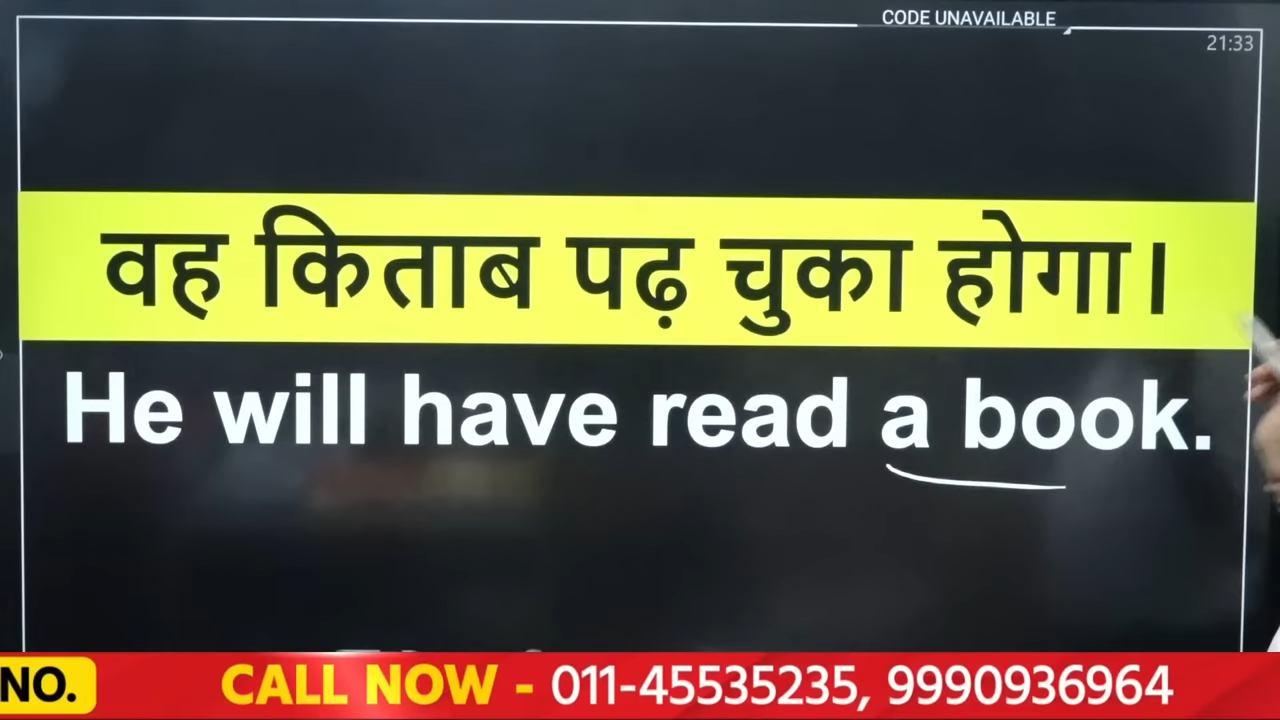 CODE UNAVAILABLE
21:33
वह किताब पढ़ चुका होगा।
He will have read a book.
NO. CALL NOW - 011-45535235, 9990936964